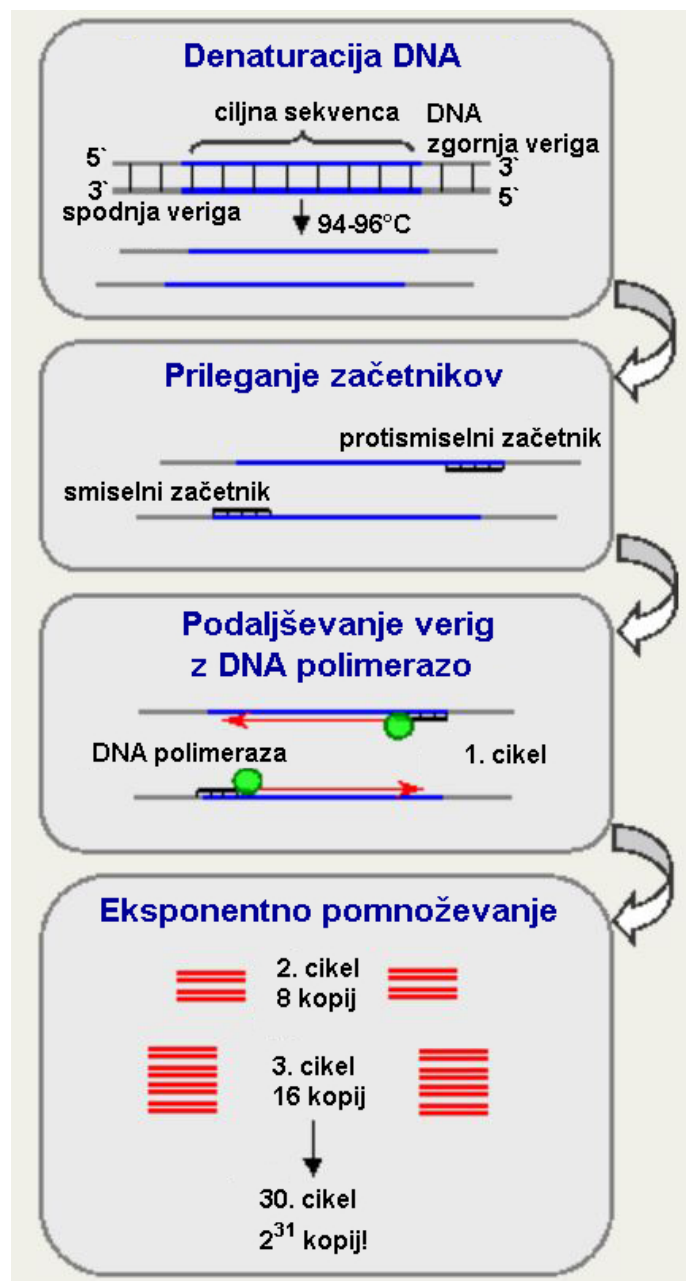 Denaturacija DNA
ciljna sekvenca
DNA
zgornja veriga
5`
3`
3`
5`
spodnja veriga
94-96°C
Prileganje začetnikov
protismiselni začetnik
smiselni začetnik
Podaljševanje verig
z DNA polimerazo
DNA polimeraza
1. cikel
Eksponentno pomnoževanje
2. cikel
8 kopij
3. cikel
16 kopij
30. cikel
2³¹ kopij!